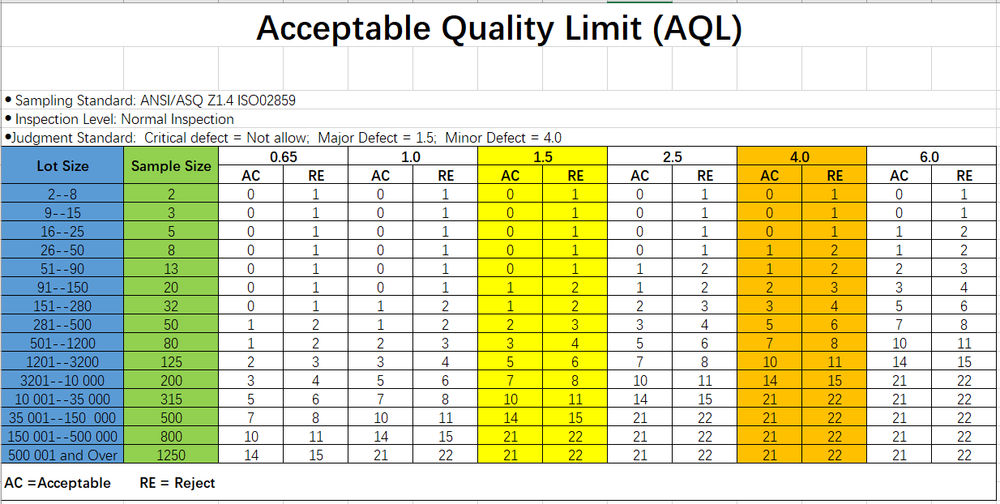 Acceptable Quality Limit (AQL)
● Sampling Standard: ANSI/ASQ Z1.4 ISO02859
● Inspection Level: Normal Inspection
●Judgment Standard: Critical defect = Not allow; Major Defect = 1.5; Minor Defect = 4.0
Lot Size Sample Size 0.65 1.0 1.5 2.5 4.0 6.0
AC RE AC RE AC RE AC RE AC RE AC RE
2--8 2 0 1 0 1 0 1 0 1 0 1 0 1
9--15 3 0 1 0 1 0 1 0 1 0 1 0 1
16--25 5 0 1 0 1 0 1 0 1 0 1 1 2
26--50 8 0 1 0 1 0 1 0 1 1 2 1 2
51--90 13 0 1 0 1 0 1 1 2 1 2 2 3
91--150 20 0 1 0 1 1 2 1 2 2 3 3 4
151--280 32 0 1 1 2 1 2 2 3 3 4 5 6
281--500 50 1 2 1 2 2 3 3 4 5 6 7 8
501--1200 80 1 2 2 3 3 4 5 6 7 8 10 11
1201--3200 125 2 3 3 4 5 6 7 8 10 11 14 15
3201--10 000 200 3 4 5 6 7 8 10 11 14 15 21 22
10 001--35 000 315 5 6 7 8 10 11 14 15 21 22 21 22
35 001--150 000 500 7 8 10 11 14 15 21 22 21 22 21 22
150 001--500 000 800 10 11 14 15 21 22 21 22 21 22 21 22
500 001 and Over 1250 14 15 21 22 21 22 21 22 21 22 21 22
AC =Acceptable RE = Reject